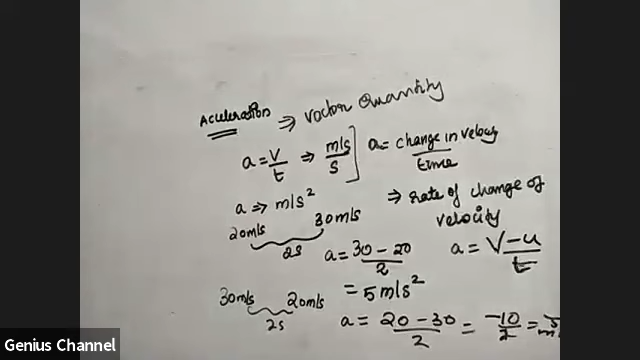 Acceleration ⇒ vector Quantity
a = V/t ⇒ m/s/s] a = change in velocity/time
a ⇒ m/s² ⇒ rate of change of velocity
20m/s 30m/s
2s
a = 30 - 20/2 a = V-u/t
= 5 m/s²
30m/s 20m/s
2s
a = 20 - 30/2 = -10/2 =
Genius Channel